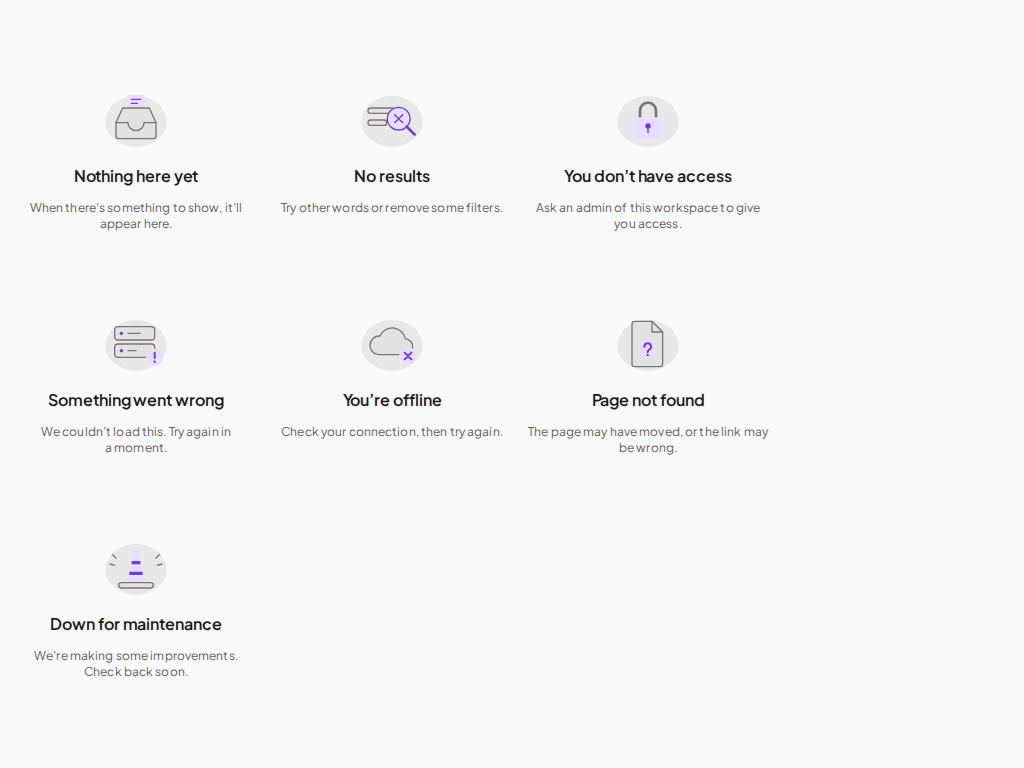 Nothing here yet
When there's something to show, it'll
appear here.
No results
Try other words or remove some filters.
You don’t have access
Ask an admin of this workspace to give
you access.
Something went wrong
We couldn't load this. Try again in
a moment.
You’re offline
Check your connection, then try again.
Page not found
The page may have moved, or the link may
be wrong.
Down for maintenance
We're making some improvements.
Check back soon.